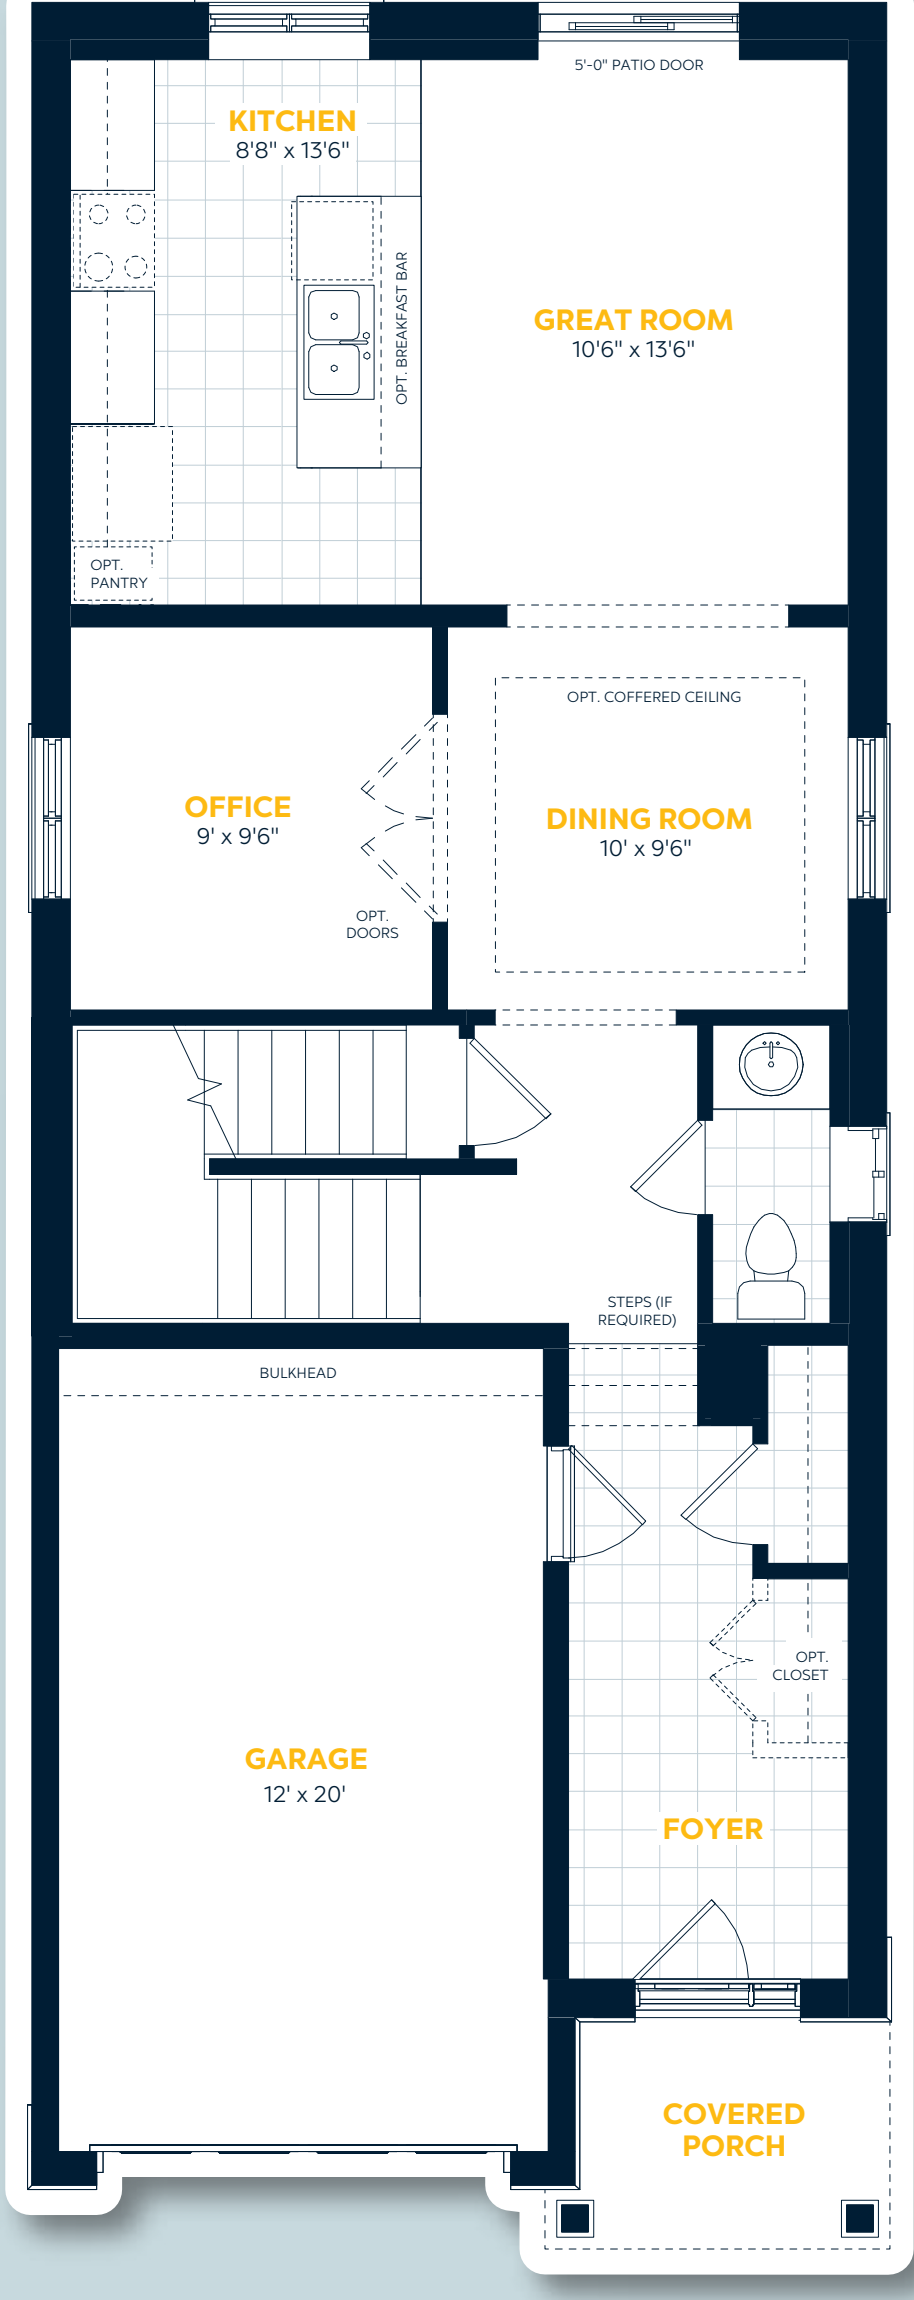 5'-0" PATIO DOOR
KITCHEN
8'8" x 13'6"
OPT. BREAKFAST BAR
GREAT ROOM
10'6" x 13'6"
OPT.
PANTRY
OPT. COFFERED CEILING
OFFICE
9' x 9'6"
DINING ROOM
10' x 9'6"
OPT.
DOORS
STEPS (IF
REQUIRED)
BULKHEAD
OPT.
CLOSET
GARAGE
12' x 20'
FOYER
COVERED
PORCH